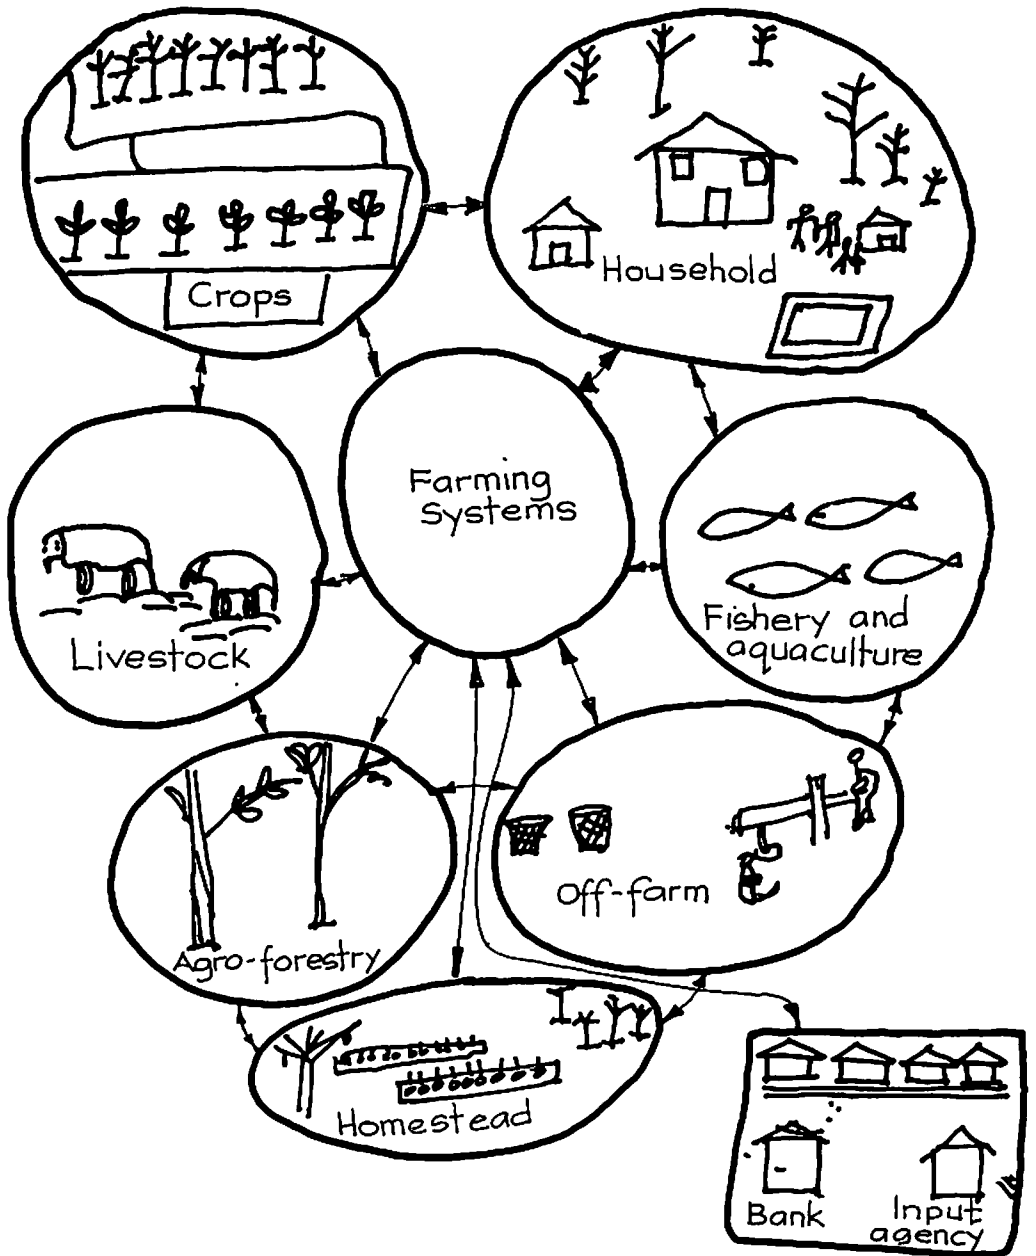 Crops
Household
Farming
Systems
Livestock
Fishery and
aquaculture
Agro-forestry
Off-farm
Homestead
Bank
Input
agency